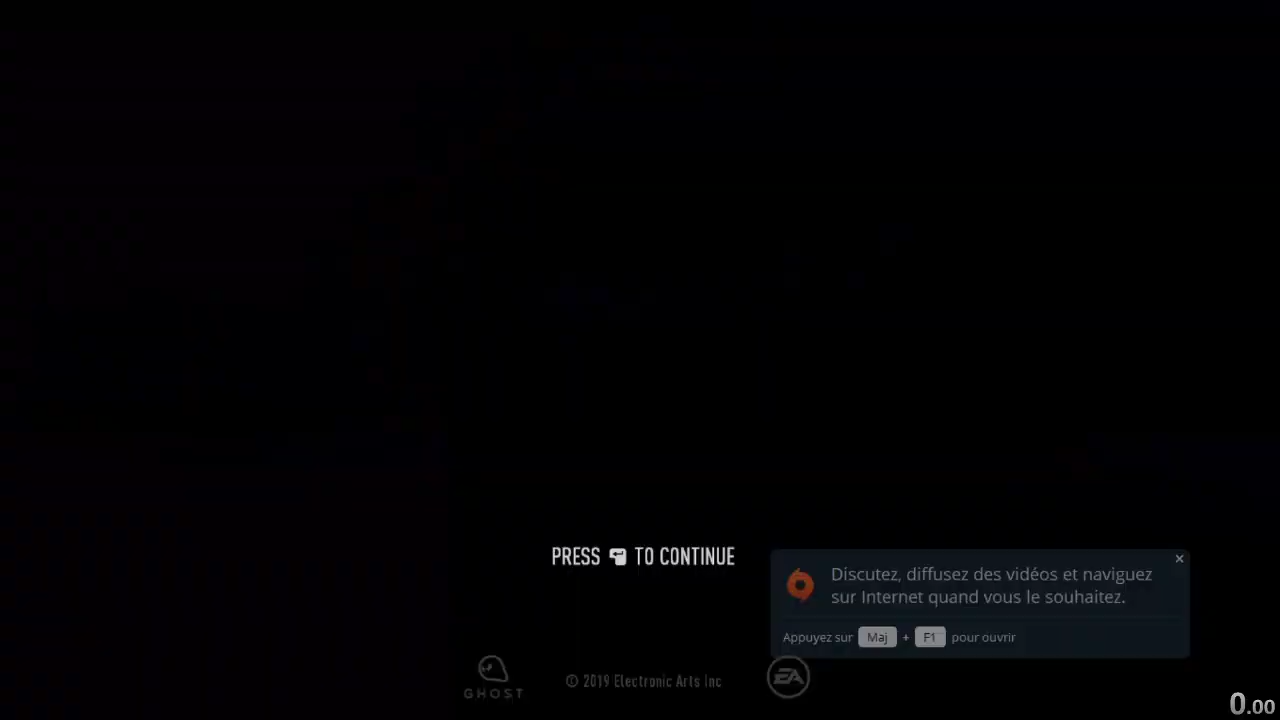 PRESS TO CONTINUE
Discutez, diffusez des vidéos et naviguez
sur Internet quand vous le souhaitez.
Appuyez sur Maj + F1 pour ouvrir
GHOST
© 2019 Electronic Arts Inc
EA
0.00